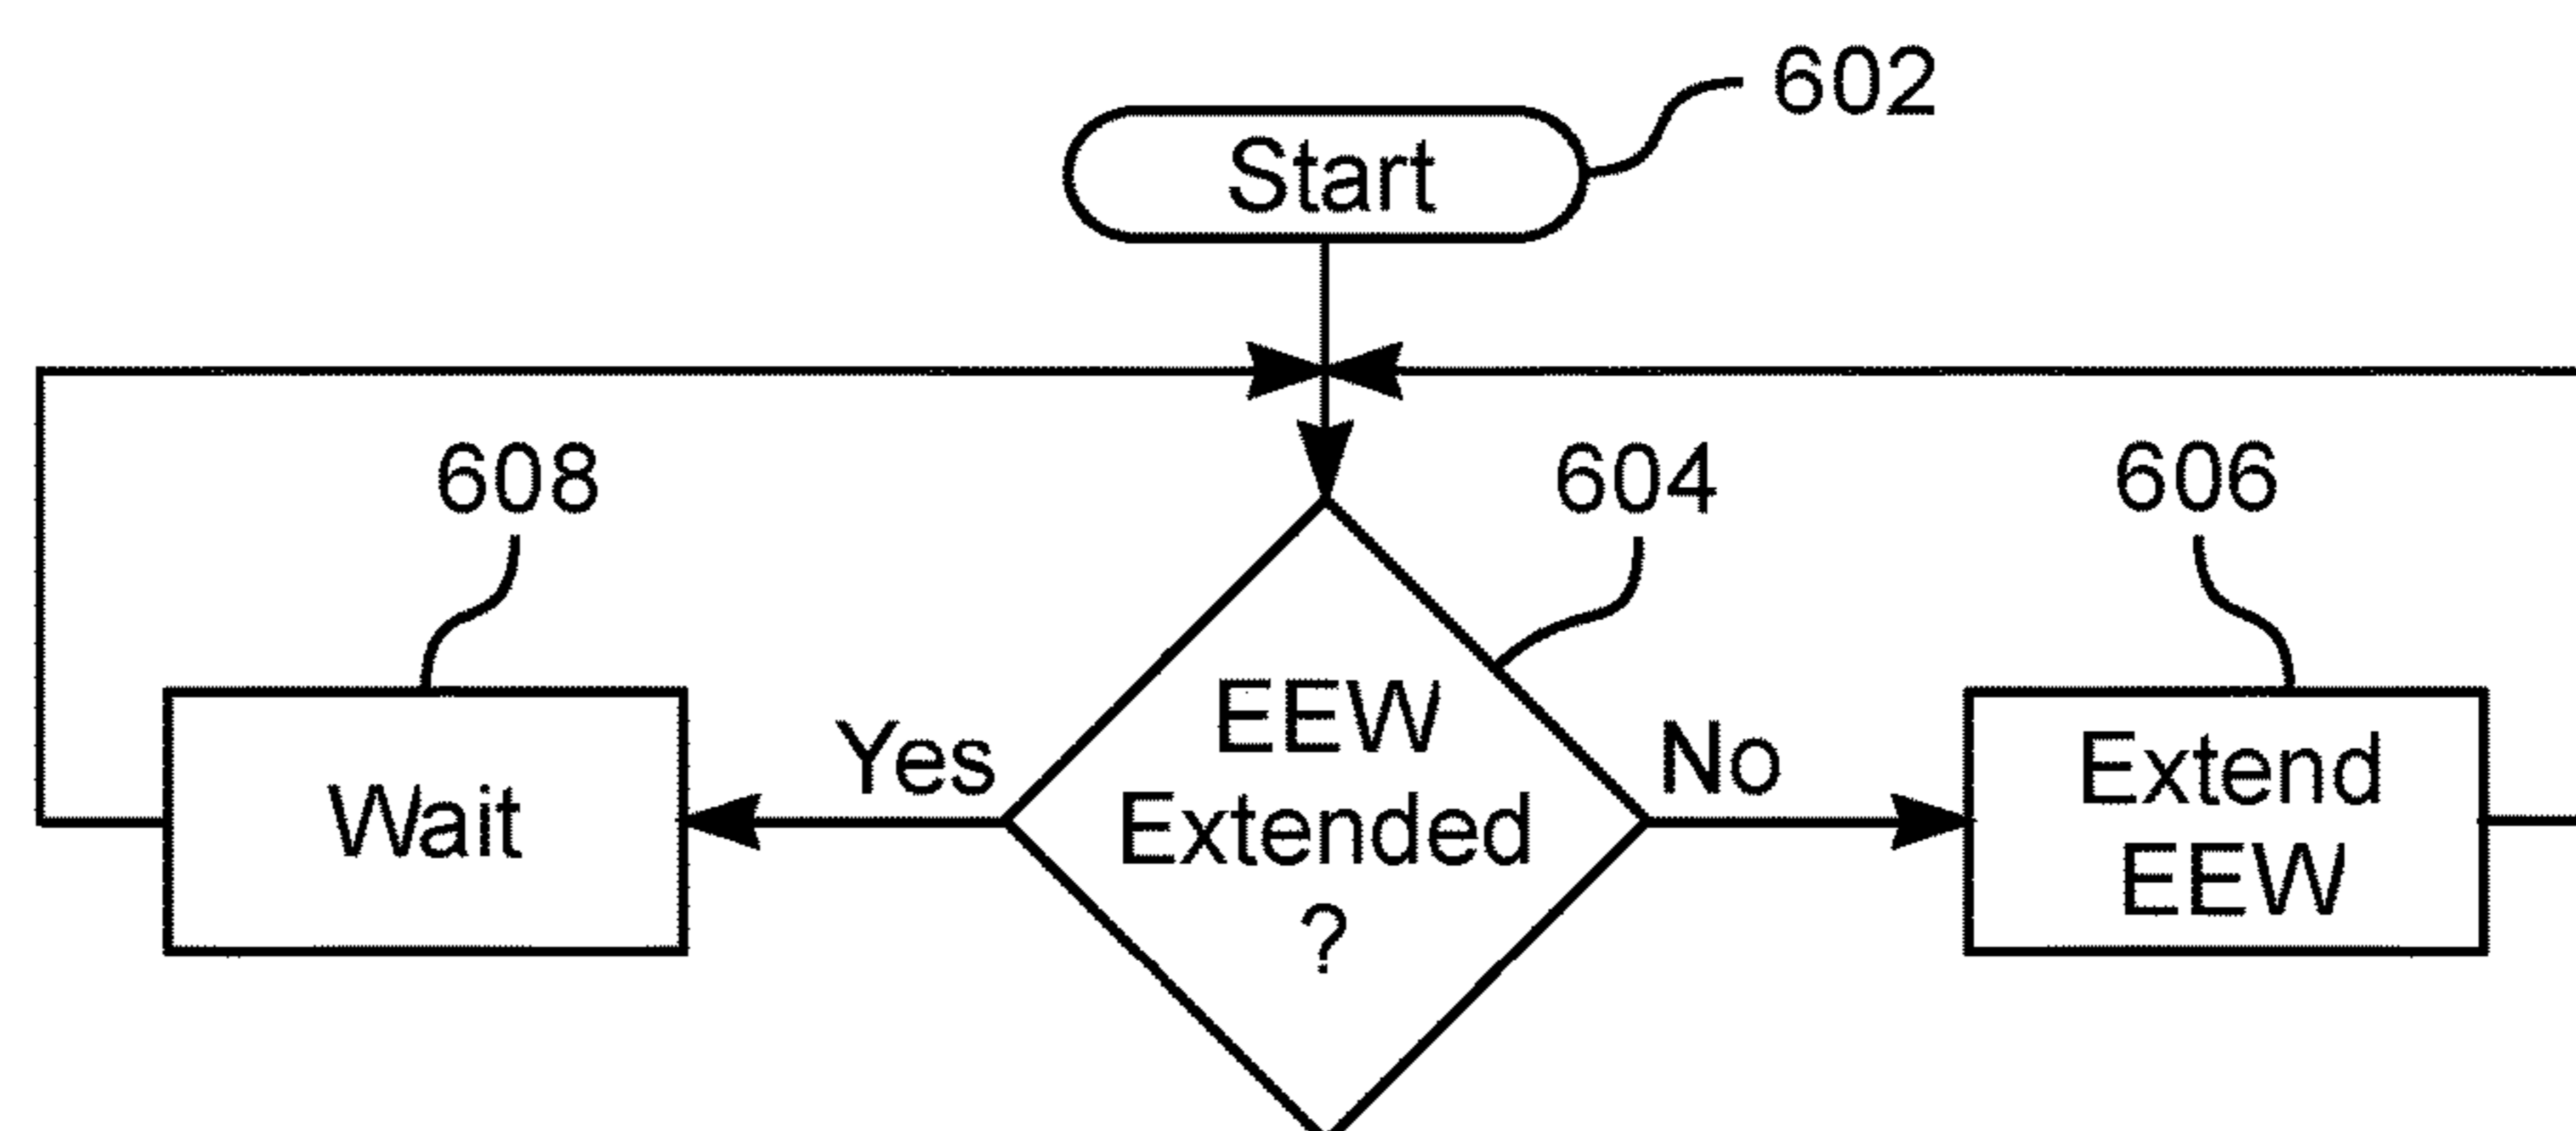 602
Start
608
604
606
Yes
EEW
Extended
?
No
Wait
Extend
EEW